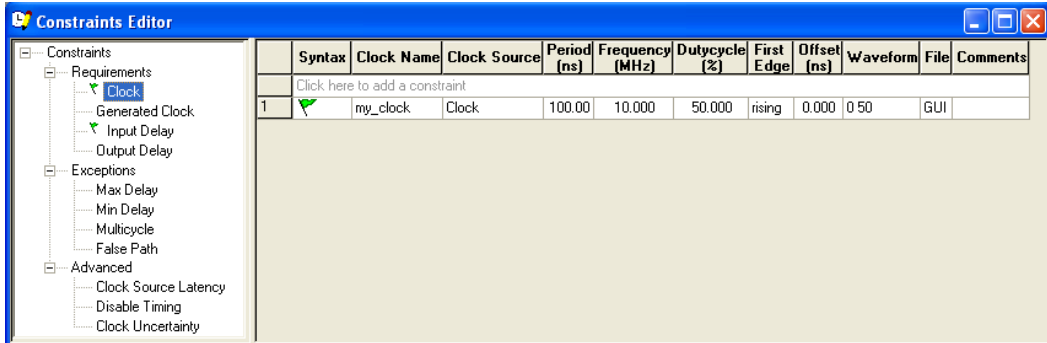 Constraints Editor
Constraints
Requirements
Clock
Generated Clock
Input Delay
Output Delay
Exceptions
Max Delay
Min Delay
Multicycle
False Path
Advanced
Clock Source Latency
Disable Timing
Clock Uncertainty
Syntax Clock Name Clock Source Period (ns) Frequency (MHz) Dutycycle (%) First Edge Offset (ns) Waveform File Comments
Click here to add a constraint
1 my_clock Clock 100.00 10.000 50.000 rising 0.000 0 50 GUI